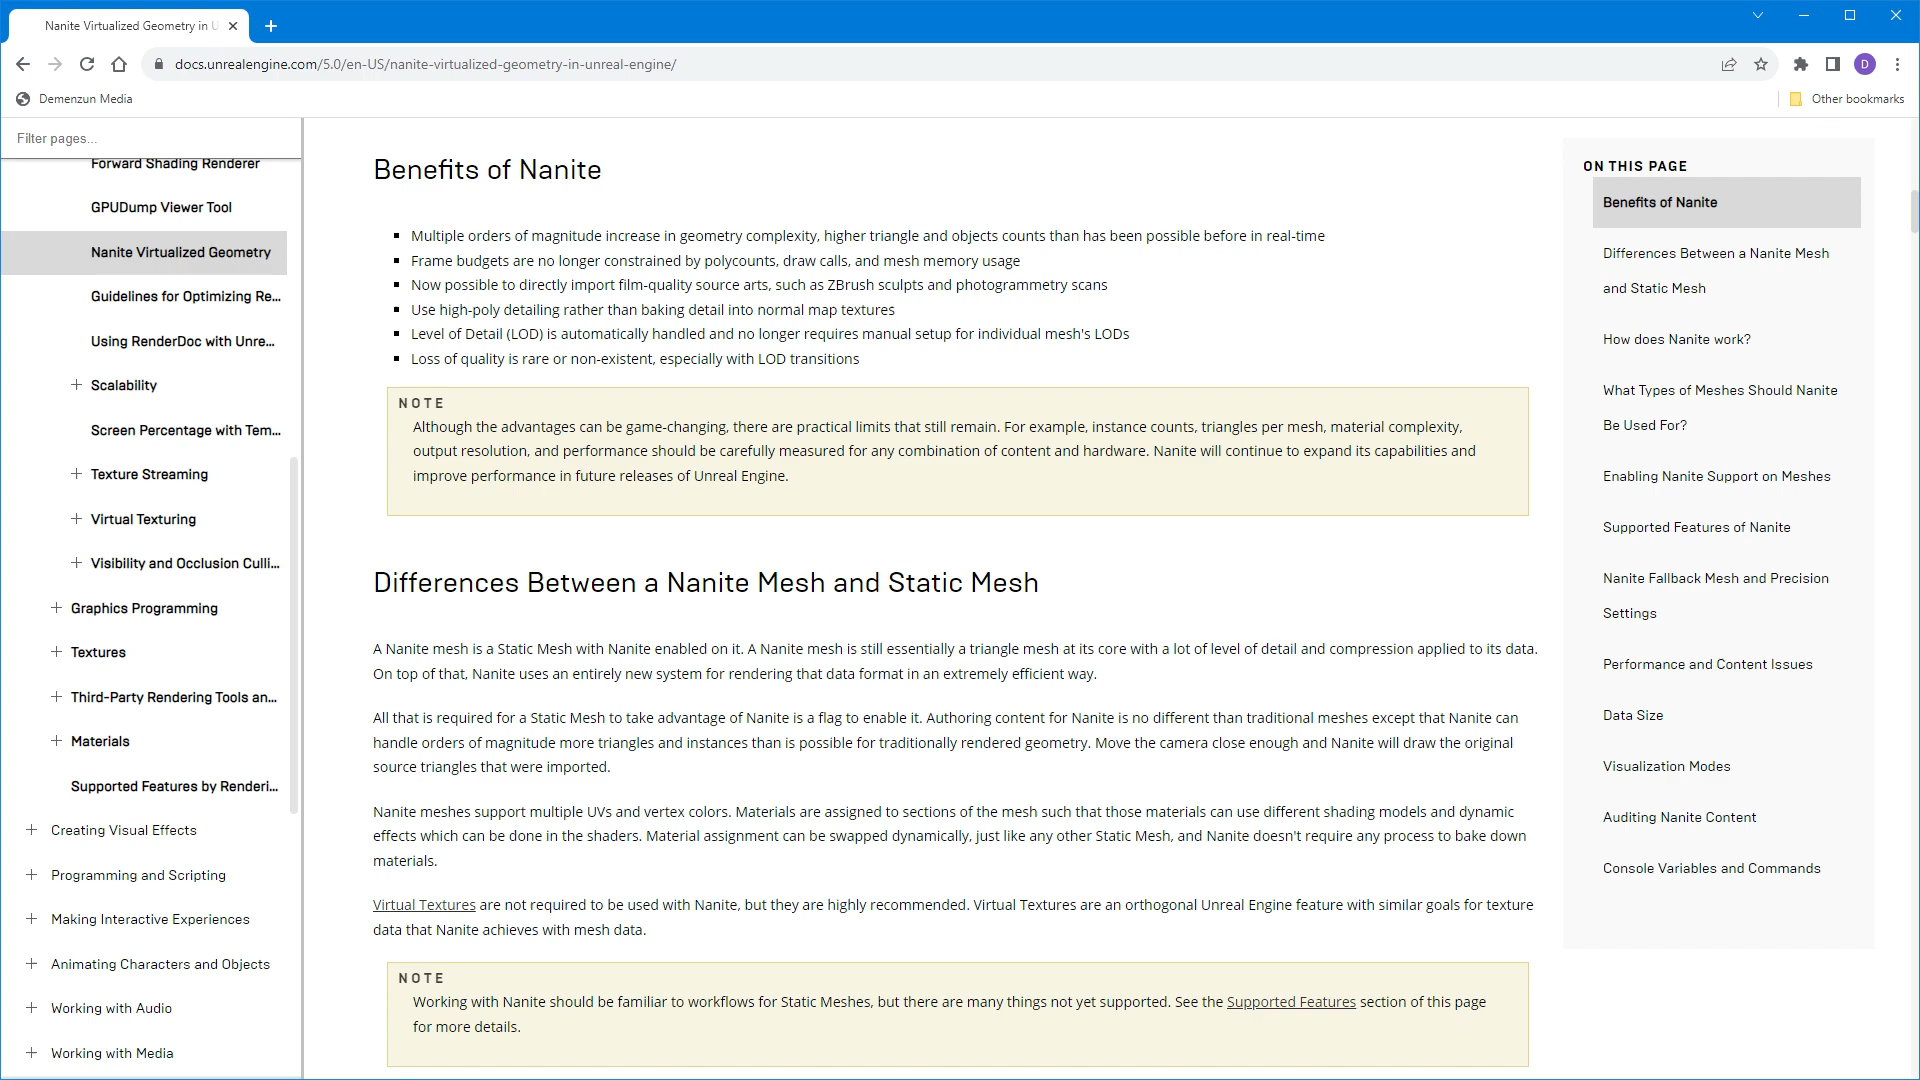 Nanite Virtualized Geometry in U
docs.unrealengine.com/5.0/en-US/nanite-virtualized-geometry-in-unreal-engine/
D
Demenzun Media
Other bookmarks
Filter pages...
Forward Shading Renderer
GPUDump Viewer Tool
Nanite Virtualized Geometry
Guidelines for Optimizing Re...
Using RenderDoc with Unre...
Scalability
Screen Percentage with Tem...
Texture Streaming
Virtual Texturing
Visibility and Occlusion Culli...
Graphics Programming
Textures
Third-Party Rendering Tools an...
Materials
Supported Features by Renderi...
Creating Visual Effects
Programming and Scripting
Making Interactive Experiences
Animating Characters and Objects
Working with Audio
Working with Media
Benefits of Nanite
Multiple orders of magnitude increase in geometry complexity, higher triangle and objects counts than has been possible before in real-time
Frame budgets are no longer constrained by polycounts, draw calls, and mesh memory usage
Now possible to directly import film-quality source arts, such as ZBrush sculpts and photogrammetry scans
Use high-poly detailing rather than baking detail into normal map textures
Level of Detail (LOD) is automatically handled and no longer requires manual setup for individual mesh's LODs
Loss of quality is rare or non-existent, especially with LOD transitions
NOTE
Although the advantages can be game-changing, there are practical limits that still remain. For example, instance counts, triangles per mesh, material complexity,
output resolution, and performance should be carefully measured for any combination of content and hardware. Nanite will continue to expand its capabilities and
improve performance in future releases of Unreal Engine.
Differences Between a Nanite Mesh and Static Mesh
A Nanite mesh is a Static Mesh with Nanite enabled on it. A Nanite mesh is still essentially a triangle mesh at its core with a lot of level of detail and compression applied to its data.
On top of that, Nanite uses an entirely new system for rendering that data format in an extremely efficient way.
All that is required for a Static Mesh to take advantage of Nanite is a flag to enable it. Authoring content for Nanite is no different than traditional meshes except that Nanite can
handle orders of magnitude more triangles and instances than is possible for traditionally rendered geometry. Move the camera close enough and Nanite will draw the original
source triangles that were imported.
Nanite meshes support multiple UVs and vertex colors. Materials are assigned to sections of the mesh such that those materials can use different shading models and dynamic
effects which can be done in the shaders. Material assignment can be swapped dynamically, just like any other Static Mesh, and Nanite doesn't require any process to bake down
materials.
Virtual Textures are not required to be used with Nanite, but they are highly recommended. Virtual Textures are an orthogonal Unreal Engine feature with similar goals for texture
data that Nanite achieves with mesh data.
NOTE
Working with Nanite should be familiar to workflows for Static Meshes, but there are many things not yet supported. See the Supported Features section of this page
for more details.
ON THIS PAGE
Benefits of Nanite
Differences Between a Nanite Mesh
and Static Mesh
How does Nanite work?
What Types of Meshes Should Nanite
Be Used For?
Enabling Nanite Support on Meshes
Supported Features of Nanite
Nanite Fallback Mesh and Precision
Settings
Performance and Content Issues
Data Size
Visualization Modes
Auditing Nanite Content
Console Variables and Commands